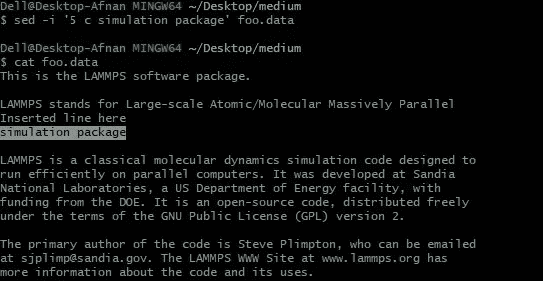 Dell@Desktop-Afnan MINGW64 ~/Desktop/medium
$ sed -i '5 c simulation package' foo.data
Dell@Desktop-Afnan MINGW64 ~/Desktop/medium
$ cat foo.data
This is the LAMMPS software package.
LAMMPS stands for Large-scale Atomic/Molecular Massively Parallel
Inserted line here
simulation package
LAMMPS is a classical molecular dynamics simulation code designed to
run efficiently on parallel computers. It was developed at Sandia
National Laboratories, a US Department of Energy facility, with
funding from the DOE. It is an open-source code, distributed freely
under the terms of the GNU Public License (GPL) version 2.
The primary author of the code is Steve Plimpton, who can be emailed
at sjplimp@sandia.gov. The LAMMPS WWW Site at www.lammps.org has
more information about the code and its uses.